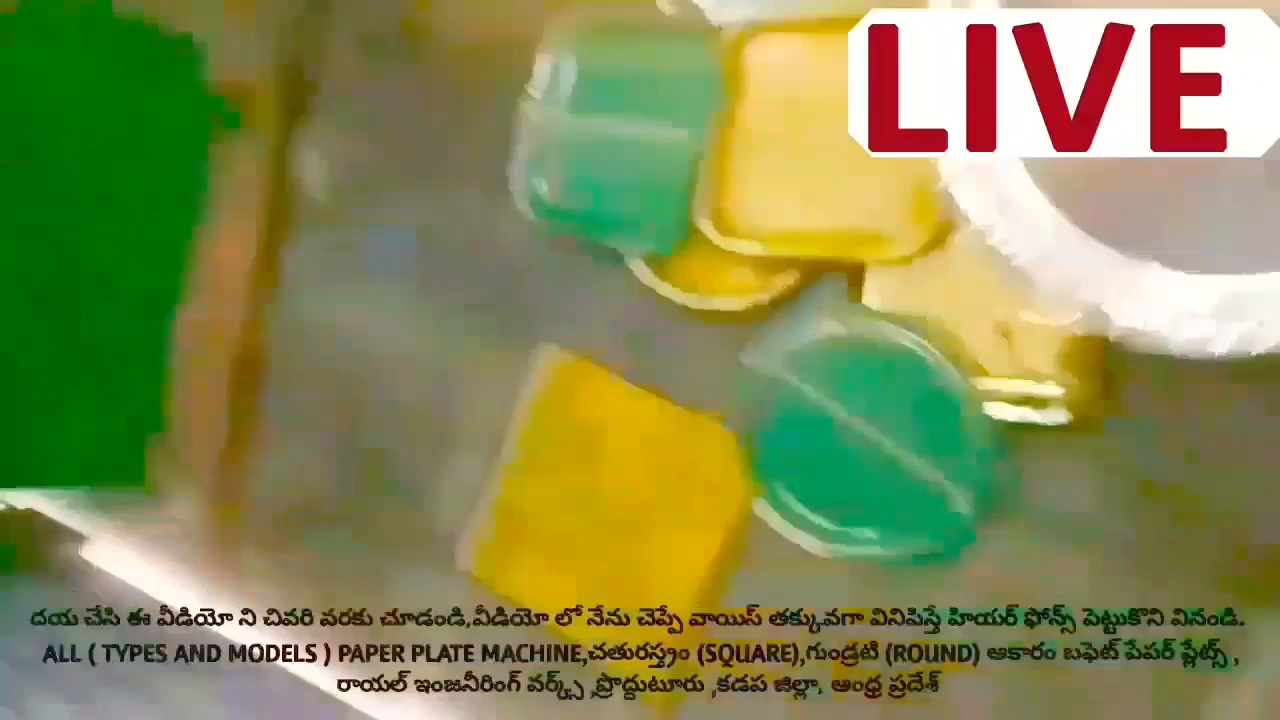 LIVE
దయ చేసి ఈ వీడియో ని చివరి వరకు చూడండి,వీడియో లో నేను చెప్పే వాయిస్ తక్కువగా వినిపిస్తే హియర్ ఫోన్స్ పెట్టుకొని వినండి.
ALL ( TYPES AND MODELS ) PAPER PLATE MACHINE,చతురస్త్రం (SQUARE),గుండ్రటి (ROUND) ఆకారం బఫెట్ పేపర్ ప్లేట్స్ ,
రాయల్ ఇంజనీరింగ్ వర్క్స్ ,ప్రొద్దుటూరు ,కడప జిల్లా, ఆంధ్ర ప్రదేశ్